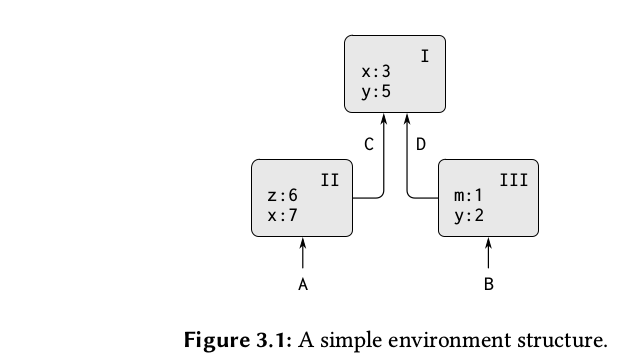 I
x:3
y:5
C D
II
z:6
x:7
III
m:1
y:2
A B
Figure 3.1: A simple environment structure.